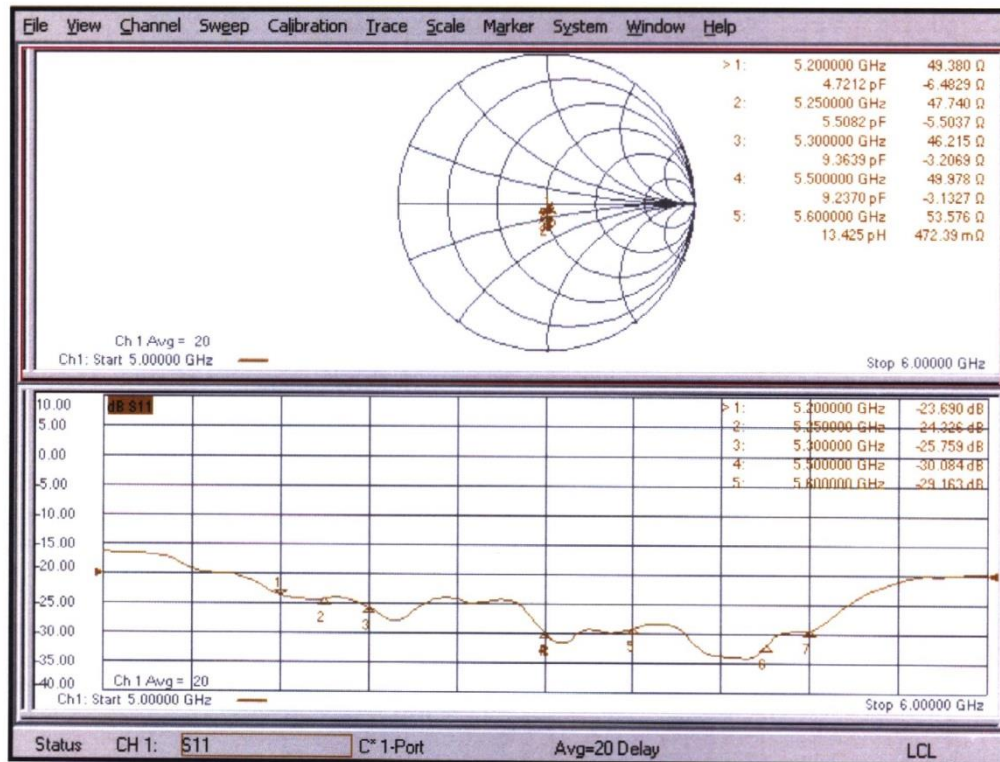 File View Channel Sweep Calibration Trace Scale Marker System Window Help
> 1: 5.200000 GHz 49.380 Ω
4.7212 pF -6.4829 Ω
2: 5.250000 GHz 47.740 Ω
5.5082 pF -5.5037 Ω
3: 5.300000 GHz 46.215 Ω
9.3639 pF -3.2069 Ω
4: 5.500000 GHz 49.978 Ω
9.2370 pF -3.1327 Ω
5: 5.600000 GHz 53.576 Ω
13.425 pH 472.39 mΩ
Ch 1 Avg = 20
Ch1: Start 5.00000 GHz
Stop 6.00000 GHz
10.00
5.00
0.00
-5.00
-10.00
-15.00
-20.00
-25.00
-30.00
-35.00
-40.00
dB S11
> 1: 5.200000 GHz -23.690 dB
2: 5.250000 GHz -24.326 dB
3: 5.300000 GHz -25.759 dB
4: 5.500000 GHz -30.084 dB
5: 5.600000 GHz -29.163 dB
1
2
3
5
6
7
Ch 1 Avg = 20
Ch1: Start 5.00000 GHz
Stop 6.00000 GHz
Status CH 1: S11 C* 1-Port Avg=20 Delay LCL